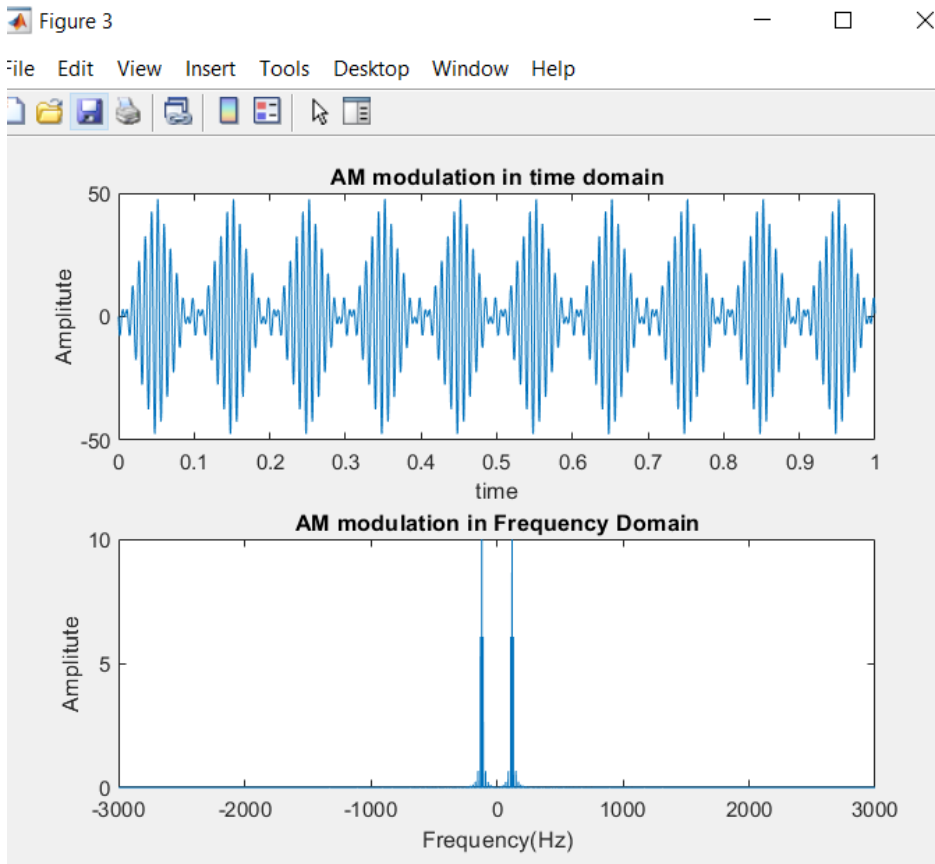 Figure 3
File Edit View Insert Tools Desktop Window Help
AM modulation in time domain
50
0
-50
Amplitute
0 0.1 0.2 0.3 0.4 0.5 0.6 0.7 0.8 0.9 1
time
AM modulation in Frequency Domain
10
5
0
Amplitute
-3000 -2000 -1000 0 1000 2000 3000
Frequency(Hz)